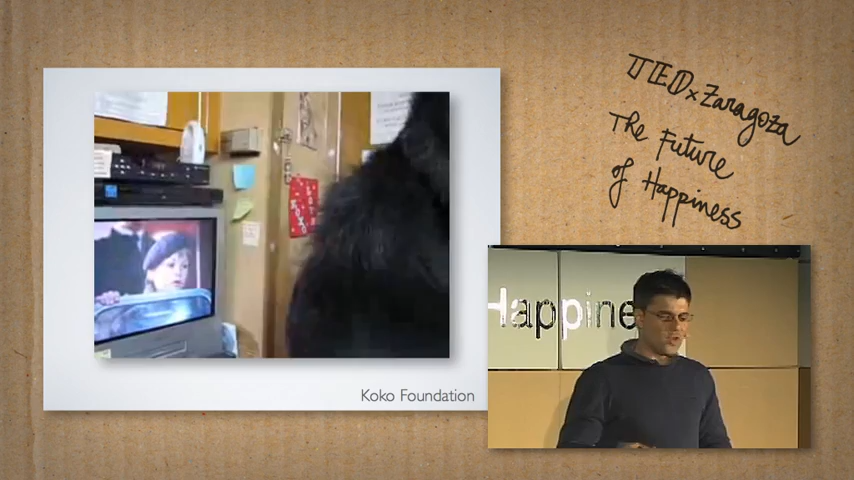 TEDxZaragoza
The Future
of Happiness
Happine
Koko Foundation